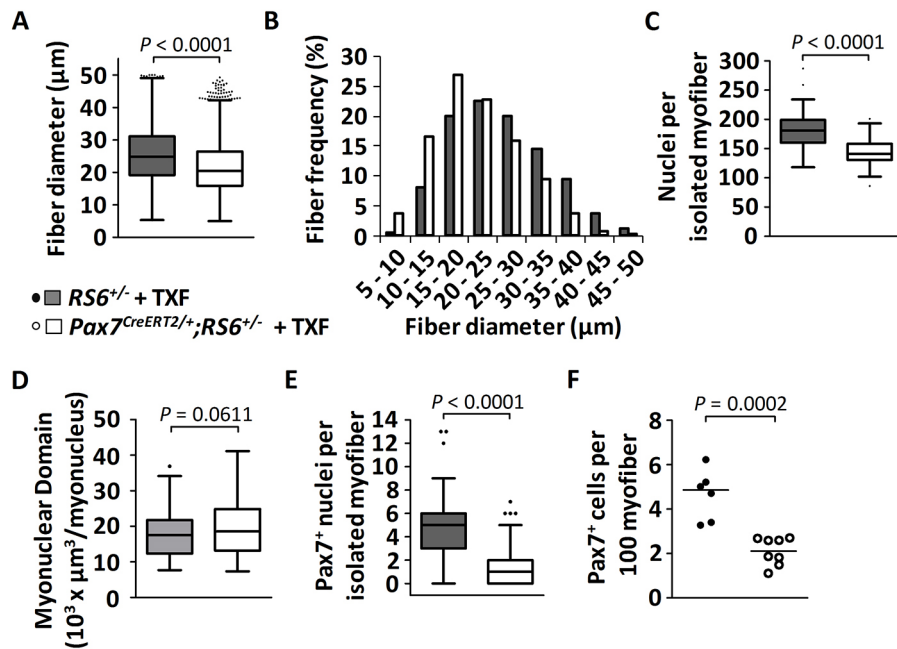 A
P < 0.0001
Fiber diameter (μm)
50
40
30
20
10
0
B
Fiber frequency (%)
30
25
20
15
10
5
0
5 - 10
10 - 15
15 - 20
20 - 25
25 - 30
30 - 35
35 - 40
40 - 45
45 - 50
Fiber diameter (μm)
C
P < 0.0001
Nuclei per
isolated myofiber
300
250
200
150
100
50
0
RS6+/- + TXF
Pax7CreERT2/+;RS6+/- + TXF
D
P = 0.0611
Myonuclear Domain
(10³ x μm³/myonucleus)
50
40
30
20
10
0
E
P < 0.0001
Pax7+ nuclei per
isolated myofiber
14
12
10
8
6
4
2
0
F
P = 0.0002
Pax7+ cells per
100 myofiber
8
6
4
2
0